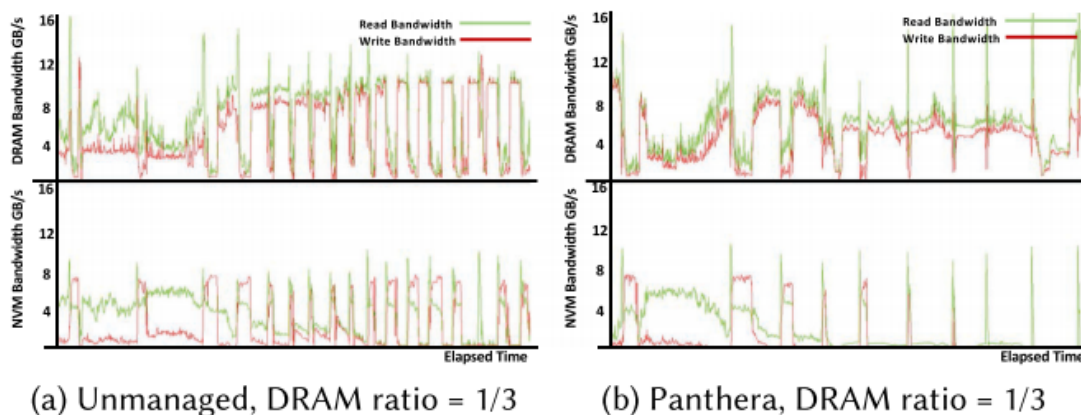 16
12
8
4
DRAM Bandwidth GB/s
Read Bandwidth
Write Bandwidth
16
12
8
4
NVM Bandwidth GB/s
Elapsed Time
(a) Unmanaged, DRAM ratio = 1/3
16
12
8
4
DRAM Bandwidth GB/s
Read Bandwidth
Write Bandwidth
16
12
8
4
NVM Bandwidth GB/s
Elapsed Time
(b) Panthera, DRAM ratio = 1/3